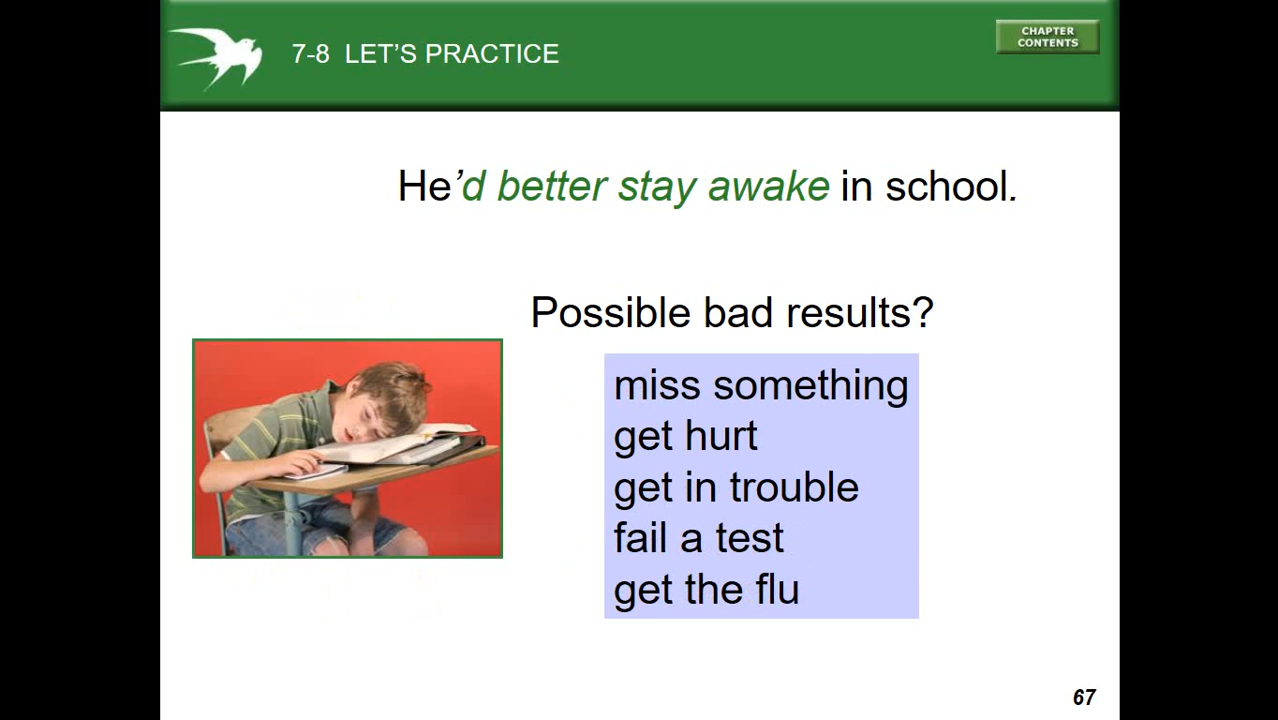 7-8 LET'S PRACTICE
CHAPTER
CONTENTS
He’d better stay awake in school.
Possible bad results?
miss something
get hurt
get in trouble
fail a test
get the flu
67